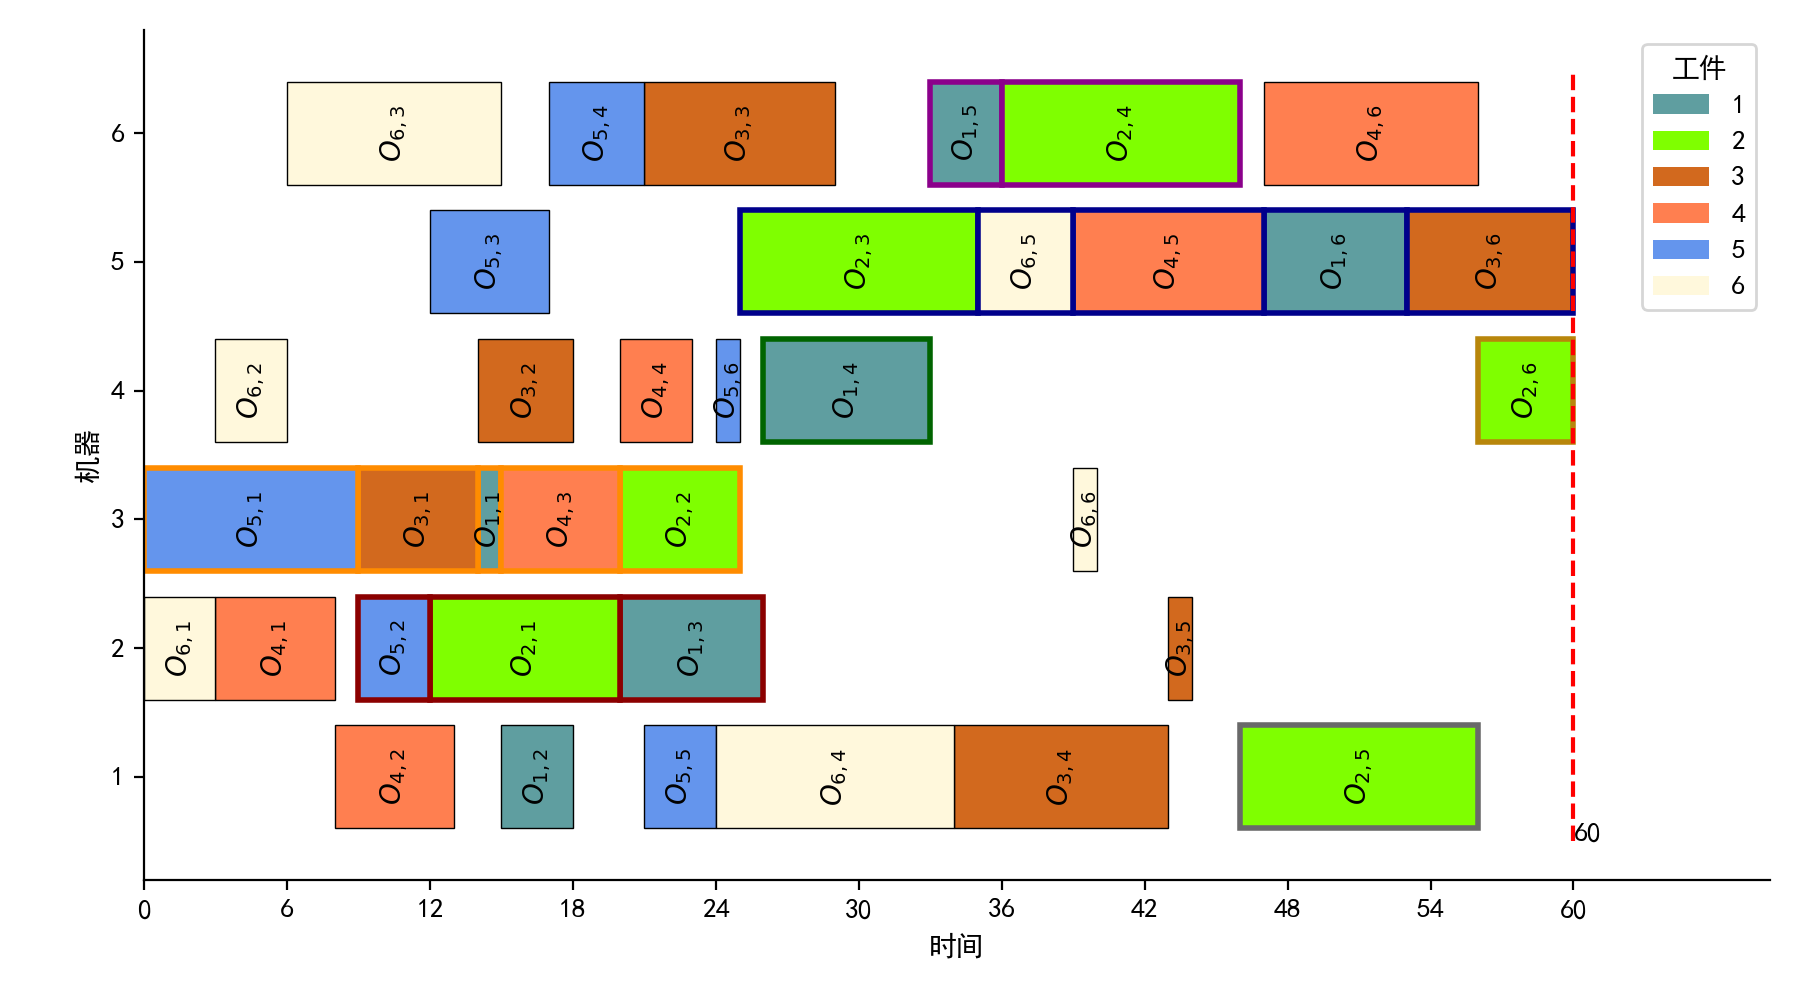 6
O6,3
O5,4
O3,3
O1,5
O2,4
O4,6
5
O5,3
O2,3
O6,5
O4,5
O1,6
O3,6
4
O6,2
O3,2
O4,4
O5,6
O1,4
O2,6
3
O5,1
O3,1
O1,1
O4,3
O2,2
O6,6
2
O6,1
O4,1
O5,2
O2,1
O1,3
O3,5
1
O4,2
O1,2
O5,5
O6,4
O3,4
O2,5
60
0 6 12 18 24 30 36 42 48 54 60
时间
机器
工件
1
2
3
4
5
6